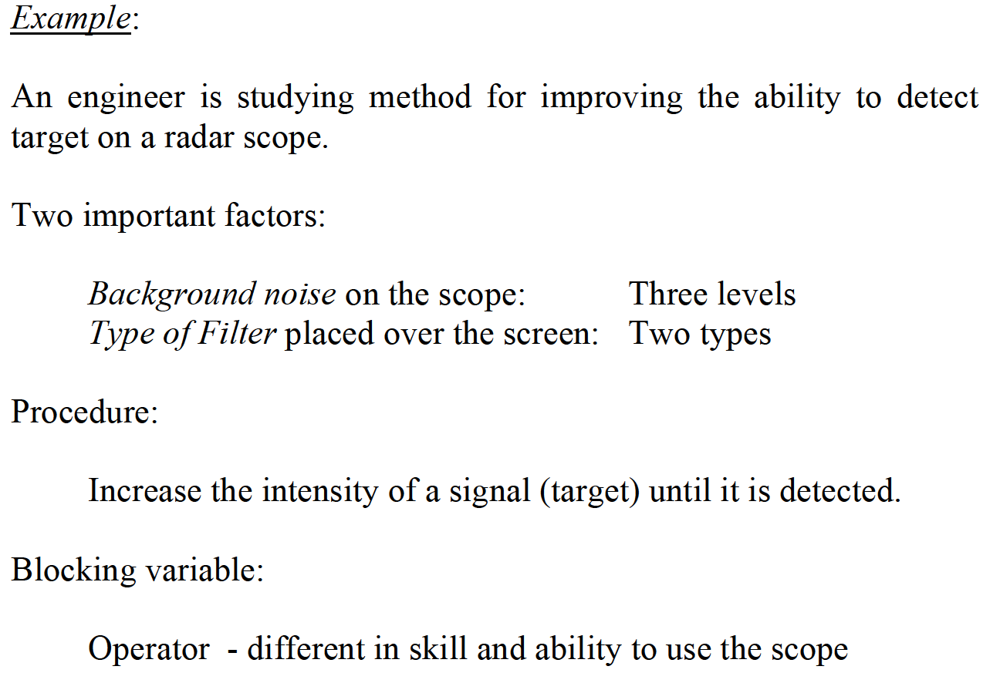 Example:
An engineer is studying method for improving the ability to detect
target on a radar scope.
Two important factors:
Background noise on the scope: Three levels
Type of Filter placed over the screen: Two types
Procedure:
Increase the intensity of a signal (target) until it is detected.
Blocking variable:
Operator - different in skill and ability to use the scope